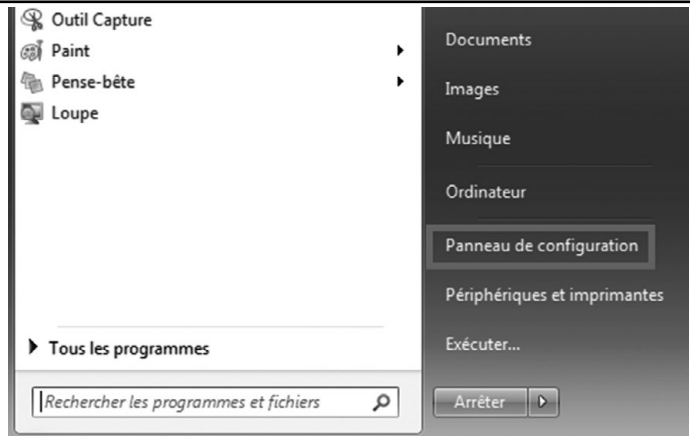 Outil Capture
Paint
Pense-bête
Loupe
Tous les programmes
Rechercher les programmes et fichiers
Documents
Images
Musique
Ordinateur
Panneau de configuration
Périphériques et imprimantes
Exécuter...
Arrêter